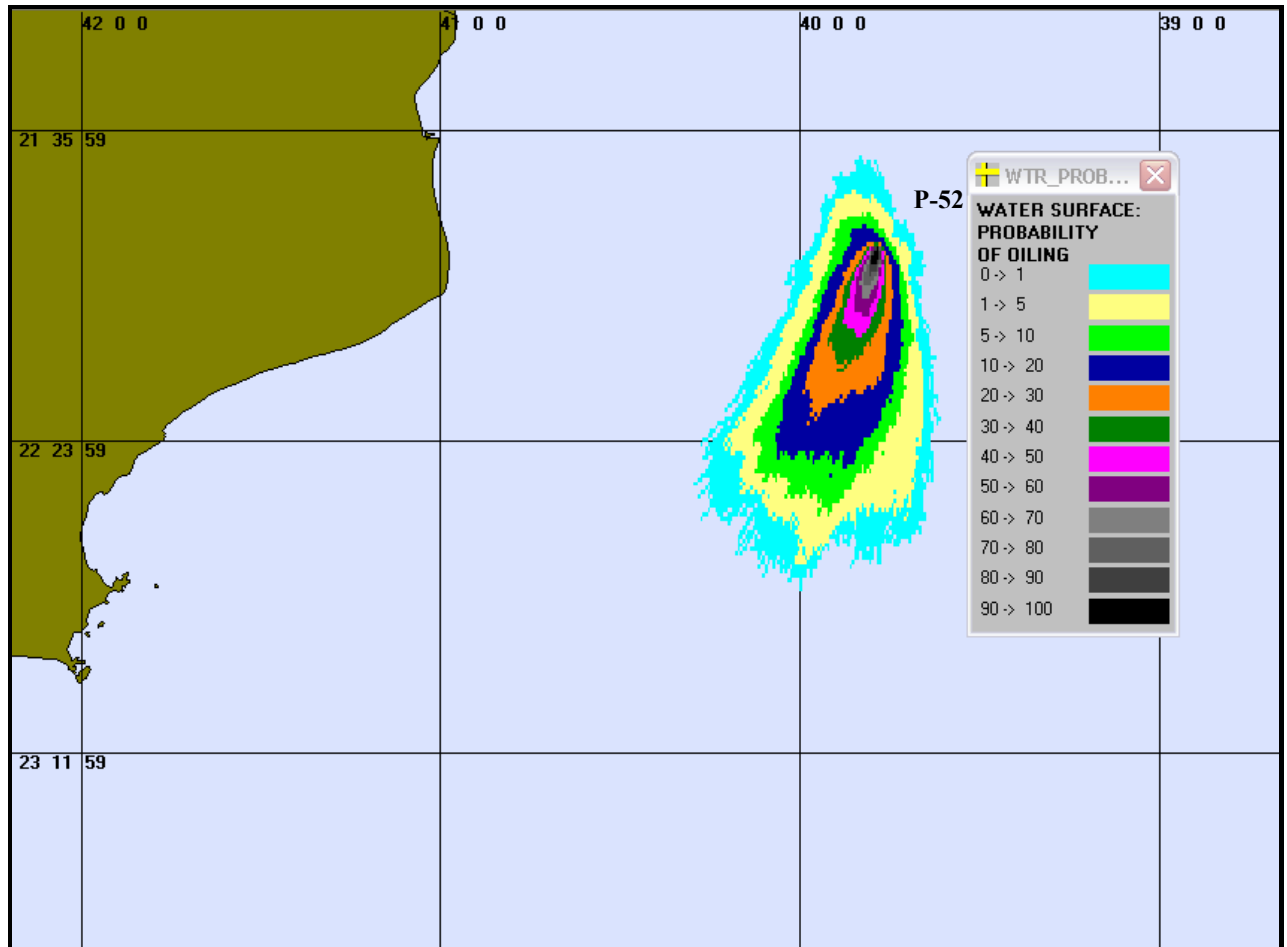 42 0 0
41 0 0
40 0 0
39 0 0
21 35 59
P-52
WTR_PROB...
WATER SURFACE:
PROBABILITY
OF OILING
0 -> 1
1 -> 5
5 -> 10
10 -> 20
20 -> 30
30 -> 40
40 -> 50
50 -> 60
60 -> 70
70 -> 80
80 -> 90
90 -> 100
22 23 59
23 11 59